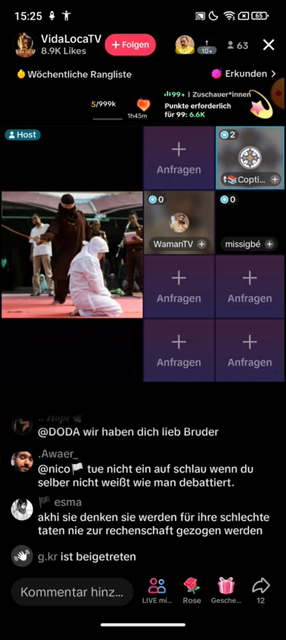 15:25
65
VidaLocaTV
8.9K Likes
+ Folgen
10+
63
Wöchentliche Rangliste
Erkunden >
5/999k
1h45m
99+ | Zuschauer*innen
Punkte erforderlich
für 99: 6.6K
Host
Anfragen
2
Copti...
0
WamanTV
0
missigbé
Anfragen
Anfragen
Anfragen
Anfragen
.. Hope
@DODA wir haben dich lieb Bruder
.Awaer_
@nico🏳 tue nicht ein auf schlau wenn du
selber nicht weißt wie man debattiert.
esma
akhi sie denken sie werden für ihre schlechte
taten nie zur rechenschaft gezogen werden
g.kr ist beigetreten
Kommentar hinz...
LIVE mi...
Rose
Gesche...
12